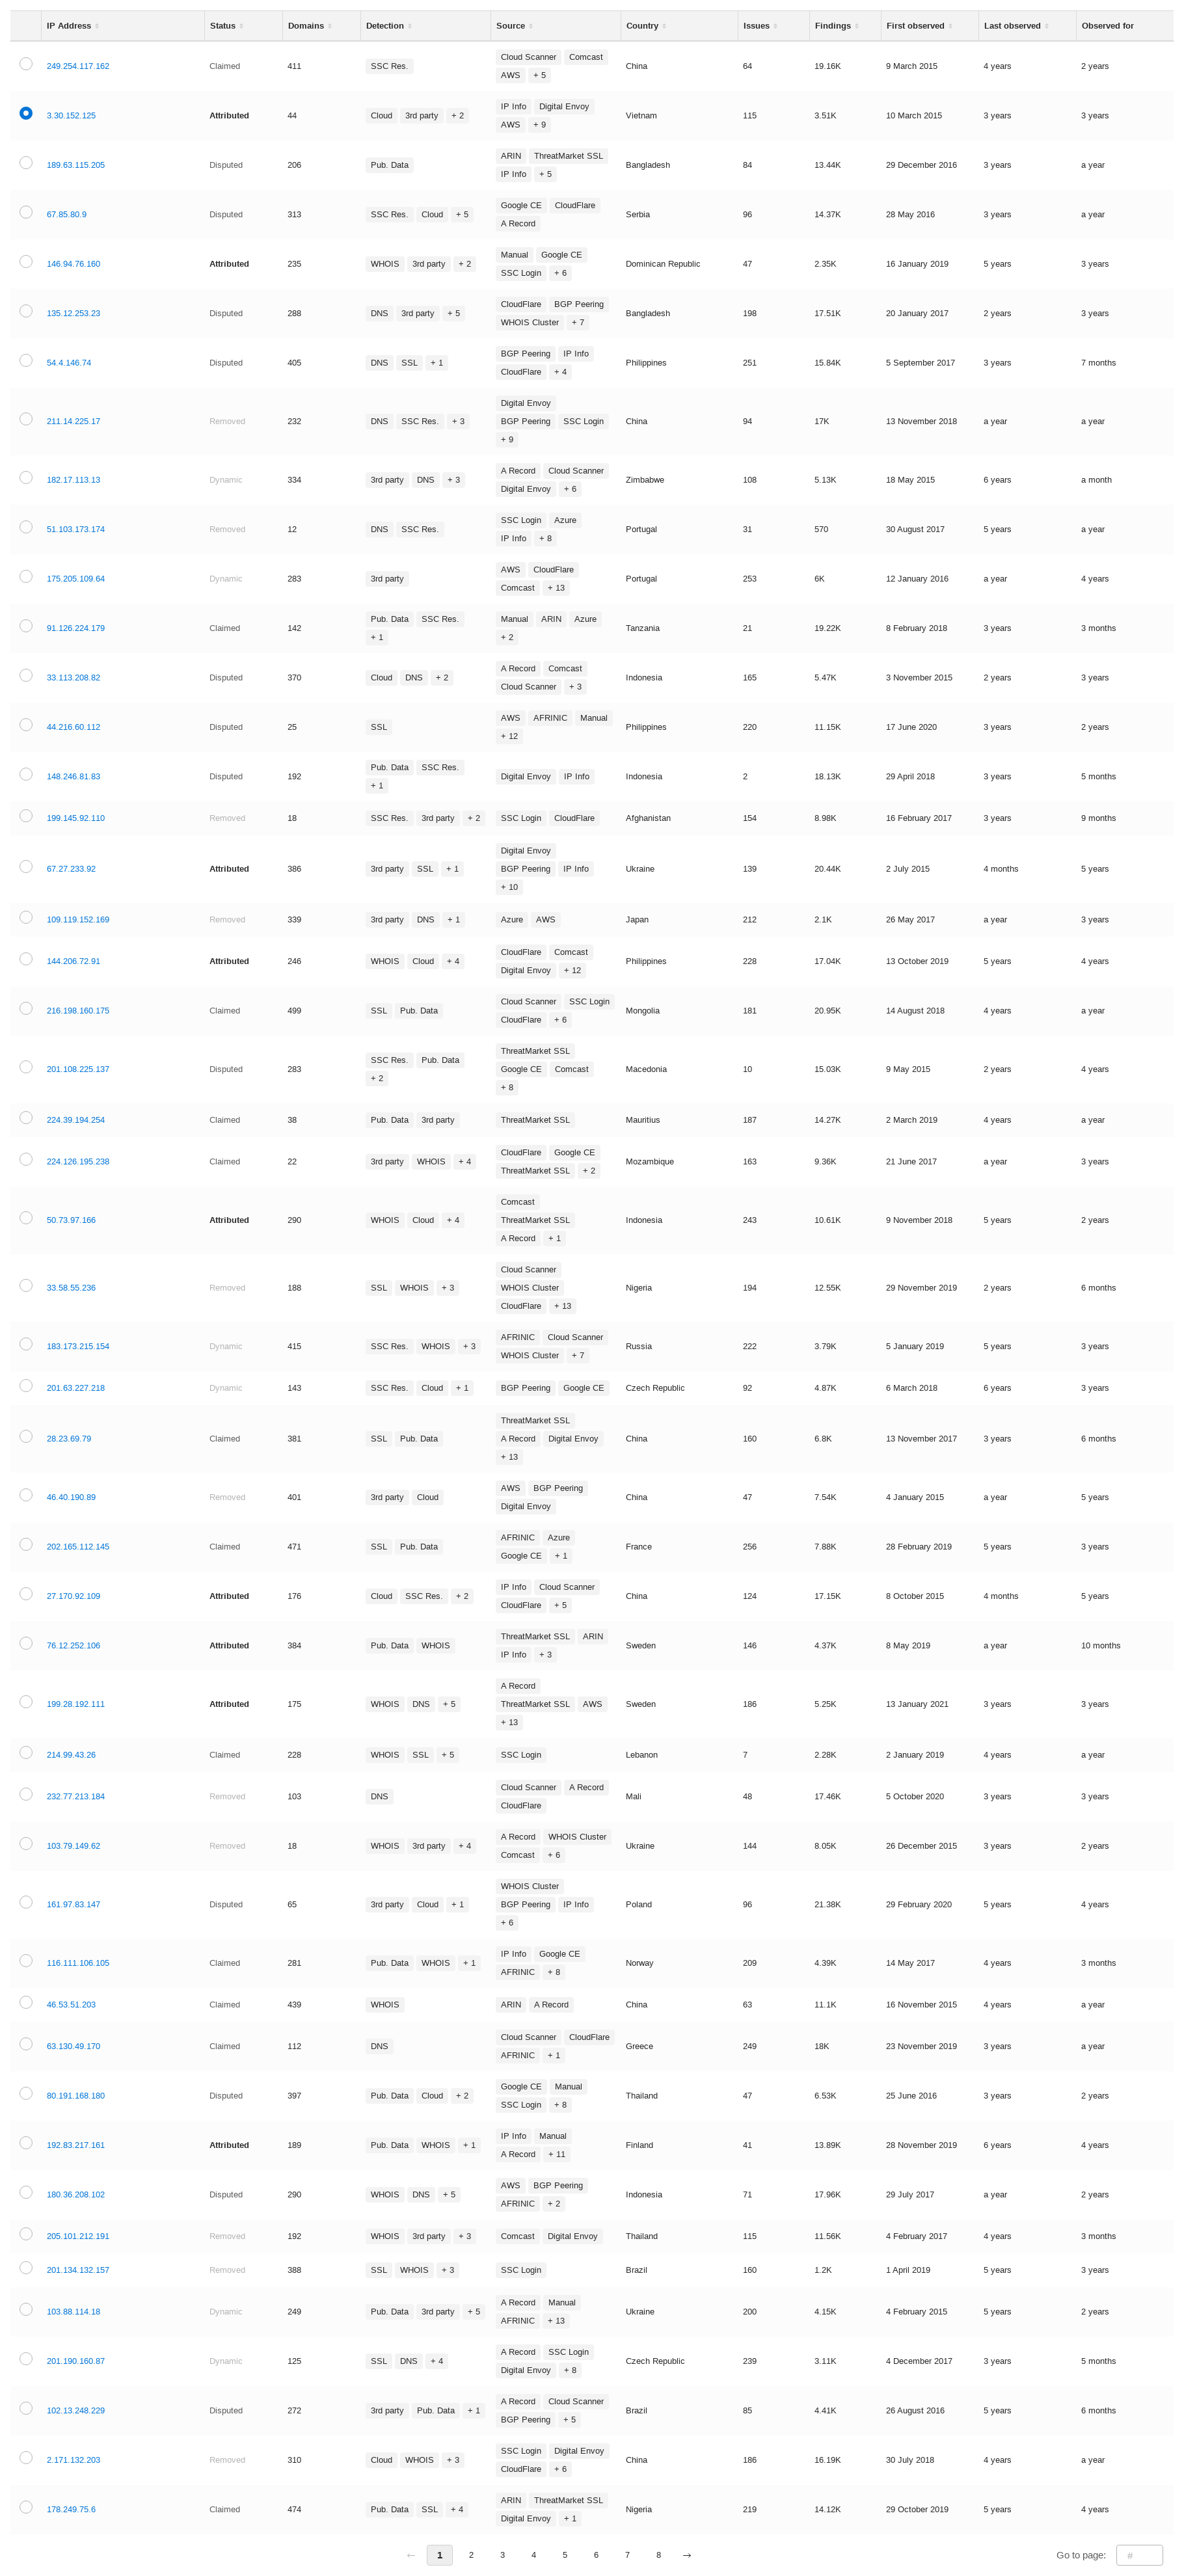 IP Address Status Domains Detection Source Country Issues Findings First observed Last observed Observed for
249.254.117.162 Claimed 411 SSC Res. Cloud Scanner Comcast AWS + 5 China 64 19.16K 9 March 2015 4 years 2 years
3.30.152.125 Attributed 44 Cloud 3rd party + 2 IP Info Digital Envoy AWS + 9 Vietnam 115 3.51K 10 March 2015 3 years 3 years
189.63.115.205 Disputed 206 Pub. Data ARIN ThreatMarket SSL IP Info + 5 Bangladesh 84 13.44K 29 December 2016 3 years a year
67.85.80.9 Disputed 313 SSC Res. Cloud + 5 Google CE CloudFlare A Record Serbia 96 14.37K 28 May 2016 3 years a year
146.94.76.160 Attributed 235 WHOIS 3rd party + 2 Manual Google CE SSC Login + 6 Dominican Republic 47 2.35K 16 January 2019 5 years 3 years
135.12.253.23 Disputed 288 DNS 3rd party + 5 CloudFlare BGP Peering WHOIS Cluster + 7 Bangladesh 198 17.51K 20 January 2017 2 years 3 years
54.4.146.74 Disputed 405 DNS SSL + 1 BGP Peering IP Info CloudFlare + 4 Philippines 251 15.84K 5 September 2017 3 years 7 months
211.14.225.17 Removed 232 DNS SSC Res. + 3 Digital Envoy BGP Peering SSC Login + 9 China 94 17K 13 November 2018 a year a year
182.17.113.13 Dynamic 334 3rd party DNS + 3 A Record Cloud Scanner Digital Envoy + 6 Zimbabwe 108 5.13K 18 May 2015 6 years a month
51.103.173.174 Removed 12 DNS SSC Res. SSC Login Azure IP Info + 8 Portugal 31 570 30 August 2017 5 years a year
175.205.109.64 Dynamic 283 3rd party AWS CloudFlare Comcast + 13 Portugal 253 6K 12 January 2016 a year 4 years
91.126.224.179 Claimed 142 Pub. Data SSC Res. + 1 Manual ARIN Azure + 2 Tanzania 21 19.22K 8 February 2018 3 years 3 months
33.113.208.82 Disputed 370 Cloud DNS + 2 A Record Comcast Cloud Scanner + 3 Indonesia 165 5.47K 3 November 2015 2 years 3 years
44.216.60.112 Disputed 25 SSL AWS AFRINIC Manual + 12 Philippines 220 11.15K 17 June 2020 3 years 2 years
148.246.81.83 Disputed 192 Pub. Data SSC Res. + 1 Digital Envoy IP Info Indonesia 2 18.13K 29 April 2018 3 years 5 months
199.145.92.110 Removed 18 SSC Res. 3rd party + 2 SSC Login CloudFlare Afghanistan 154 8.98K 16 February 2017 3 years 9 months
67.27.233.92 Attributed 386 3rd party SSL + 1 Digital Envoy BGP Peering IP Info + 10 Ukraine 139 20.44K 2 July 2015 4 months 5 years
109.119.152.169 Removed 339 3rd party DNS + 1 Azure AWS Japan 212 2.1K 26 May 2017 a year 3 years
144.206.72.91 Attributed 246 WHOIS Cloud + 4 CloudFlare Comcast Digital Envoy + 12 Philippines 228 17.04K 13 October 2019 5 years 4 years
216.198.160.175 Claimed 499 SSL Pub. Data Cloud Scanner SSC Login CloudFlare + 6 Mongolia 181 20.95K 14 August 2018 4 years a year
201.108.225.137 Disputed 283 SSC Res. Pub. Data + 2 ThreatMarket SSL Google CE Comcast + 8 Macedonia 10 15.03K 9 May 2015 2 years 4 years
224.39.194.254 Claimed 38 Pub. Data 3rd party ThreatMarket SSL Mauritius 187 14.27K 2 March 2019 4 years a year
224.126.195.238 Claimed 22 3rd party WHOIS + 4 CloudFlare Google CE ThreatMarket SSL + 2 Mozambique 163 9.36K 21 June 2017 a year 3 years
50.73.97.166 Attributed 290 WHOIS Cloud + 4 Comcast ThreatMarket SSL A Record + 1 Indonesia 243 10.61K 9 November 2018 5 years 2 years
33.58.55.236 Removed 188 SSL WHOIS + 3 Cloud Scanner WHOIS Cluster CloudFlare + 13 Nigeria 194 12.55K 29 November 2019 2 years 6 months
183.173.215.154 Dynamic 415 SSC Res. WHOIS + 3 AFRINIC Cloud Scanner WHOIS Cluster + 7 Russia 222 3.79K 5 January 2019 5 years 3 years
201.63.227.218 Dynamic 143 SSC Res. Cloud + 1 BGP Peering Google CE Czech Republic 92 4.87K 6 March 2018 6 years 3 years
28.23.69.79 Claimed 381 SSL Pub. Data ThreatMarket SSL A Record Digital Envoy + 13 China 160 6.8K 13 November 2017 3 years 6 months
46.40.190.89 Removed 401 3rd party Cloud AWS BGP Peering Digital Envoy China 47 7.54K 4 January 2015 a year 5 years
202.165.112.145 Claimed 471 SSL Pub. Data AFRINIC Azure Google CE + 1 France 256 7.88K 28 February 2019 5 years 3 years
27.170.92.109 Attributed 176 Cloud SSC Res. + 2 IP Info Cloud Scanner CloudFlare + 5 China 124 17.15K 8 October 2015 4 months 5 years
76.12.252.106 Attributed 384 Pub. Data WHOIS ThreatMarket SSL ARIN IP Info + 3 Sweden 146 4.37K 8 May 2019 a year 10 months
199.28.192.111 Attributed 175 WHOIS DNS + 5 A Record ThreatMarket SSL AWS + 13 Sweden 186 5.25K 13 January 2021 3 years 3 years
214.99.43.26 Claimed 228 WHOIS SSL + 5 SSC Login Lebanon 7 2.28K 2 January 2019 4 years a year
232.77.213.184 Removed 103 DNS Cloud Scanner A Record CloudFlare Mali 48 17.46K 5 October 2020 3 years 3 years
103.79.149.62 Removed 18 WHOIS 3rd party + 4 A Record WHOIS Cluster Comcast + 6 Ukraine 144 8.05K 26 December 2015 3 years 2 years
161.97.83.147 Disputed 65 3rd party Cloud + 1 WHOIS Cluster BGP Peering IP Info + 6 Poland 96 21.38K 29 February 2020 5 years 4 years
116.111.106.105 Claimed 281 Pub. Data WHOIS + 1 IP Info Google CE AFRINIC + 8 Norway 209 4.39K 14 May 2017 4 years 3 months
46.53.51.203 Claimed 439 WHOIS ARIN A Record China 63 11.1K 16 November 2015 4 years a year
63.130.49.170 Claimed 112 DNS Cloud Scanner CloudFlare AFRINIC + 1 Greece 249 18K 23 November 2019 3 years a year
80.191.168.180 Disputed 397 Pub. Data Cloud + 2 Google CE Manual SSC Login + 8 Thailand 47 6.53K 25 June 2016 3 years 2 years
192.83.217.161 Attributed 189 Pub. Data WHOIS + 1 IP Info Manual A Record + 11 Finland 41 13.89K 28 November 2019 6 years 4 years
180.36.208.102 Disputed 290 WHOIS DNS + 5 AWS BGP Peering AFRINIC + 2 Indonesia 71 17.96K 29 July 2017 a year 2 years
205.101.212.191 Removed 192 WHOIS 3rd party + 3 Comcast Digital Envoy Thailand 115 11.56K 4 February 2017 4 years 3 months
201.134.132.157 Removed 388 SSL WHOIS + 3 SSC Login Brazil 160 1.2K 1 April 2019 5 years 3 years
103.88.114.18 Dynamic 249 Pub. Data 3rd party + 5 A Record Manual AFRINIC + 13 Ukraine 200 4.15K 4 February 2015 5 years 2 years
201.190.160.87 Dynamic 125 SSL DNS + 4 A Record SSC Login Digital Envoy + 8 Czech Republic 239 3.11K 4 December 2017 3 years 5 months
102.13.248.229 Disputed 272 3rd party Pub. Data + 1 A Record Cloud Scanner BGP Peering + 5 Brazil 85 4.41K 26 August 2016 5 years 6 months
2.171.132.203 Removed 310 Cloud WHOIS + 3 SSC Login Digital Envoy CloudFlare + 6 China 186 16.19K 30 July 2018 4 years a year
178.249.75.6 Claimed 474 Pub. Data SSL + 4 ARIN ThreatMarket SSL Digital Envoy + 1 Nigeria 219 14.12K 29 October 2019 5 years 4 years
← 1 2 3 4 5 6 7 8 → Go to page: #